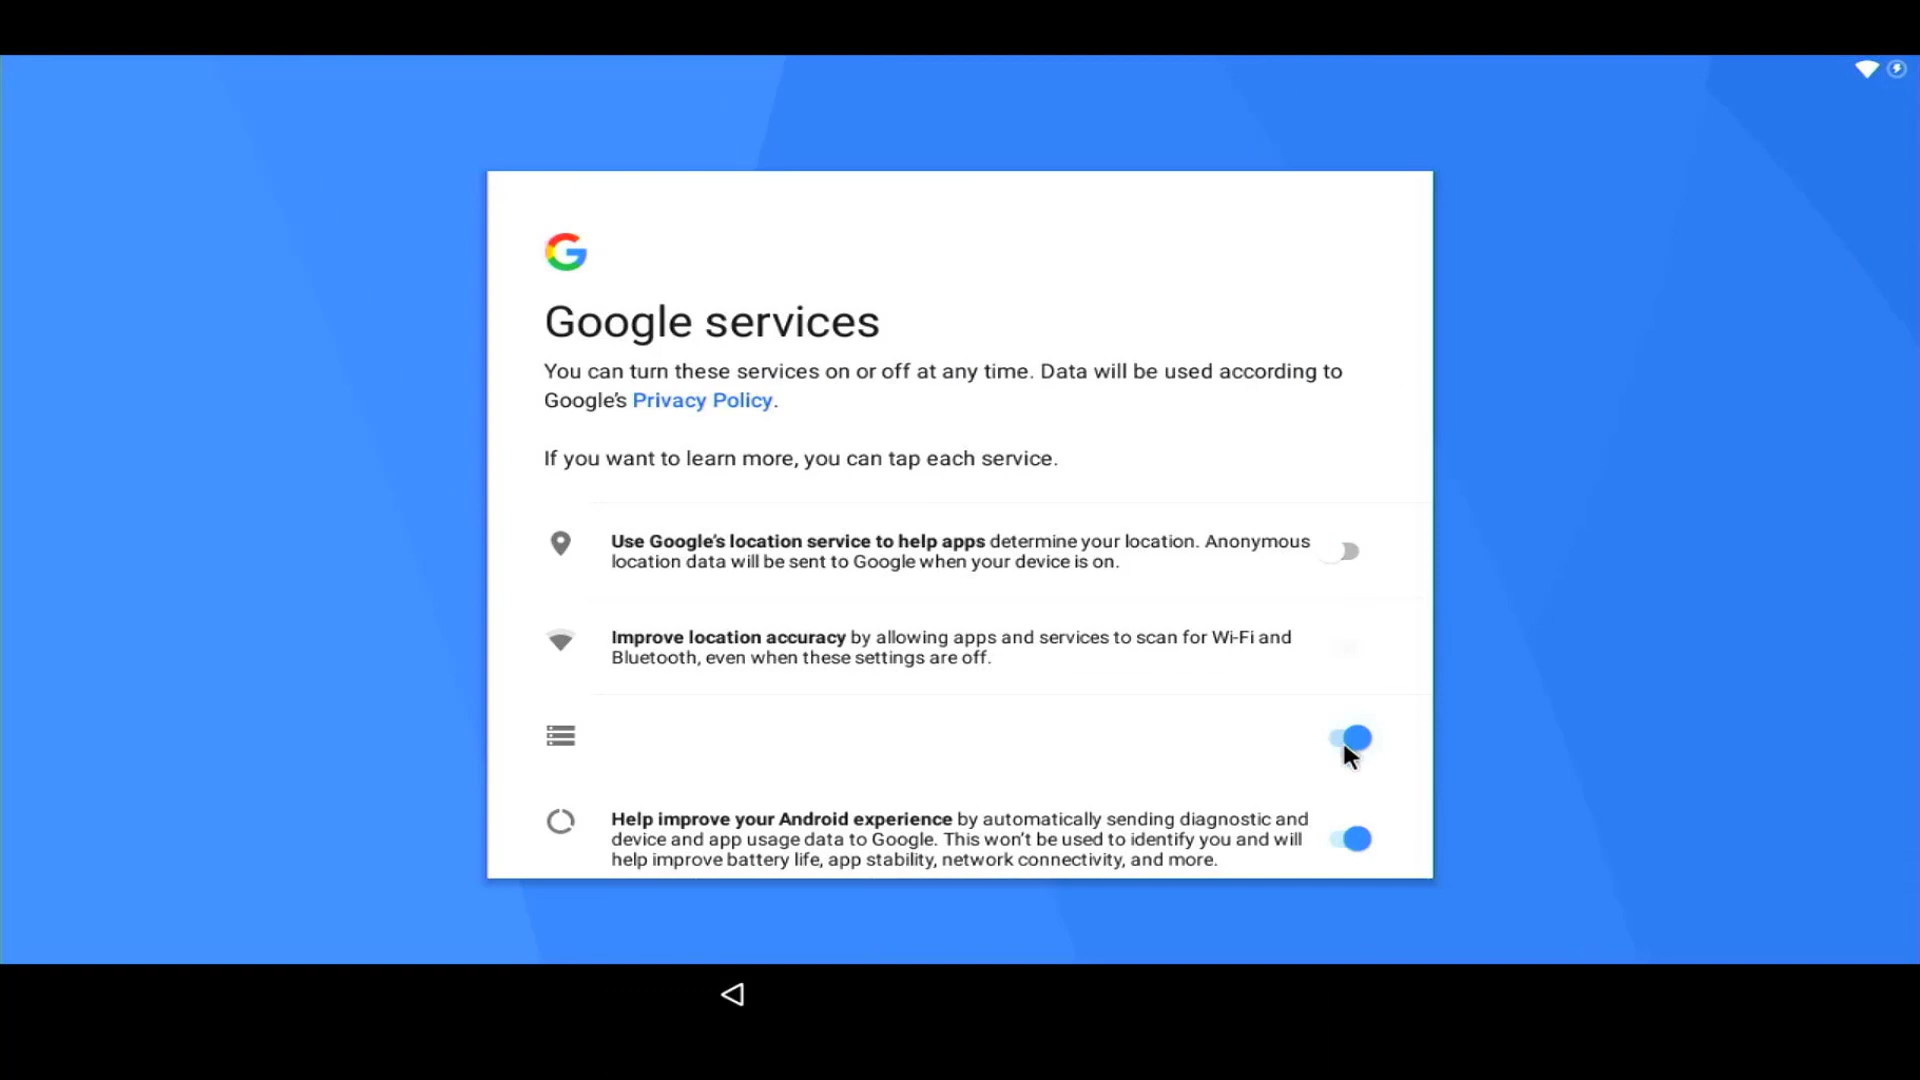 Google services
You can turn these services on or off at any time. Data will be used according to
Google's Privacy Policy.
If you want to learn more, you can tap each service.
Use Google's location service to help apps determine your location. Anonymous
location data will be sent to Google when your device is on.
Improve location accuracy by allowing apps and services to scan for Wi-Fi and
Bluetooth, even when these settings are off.
Help improve your Android experience by automatically sending diagnostic and
device and app usage data to Google. This won't be used to identify you and will
help improve battery life, app stability, network connectivity, and more.